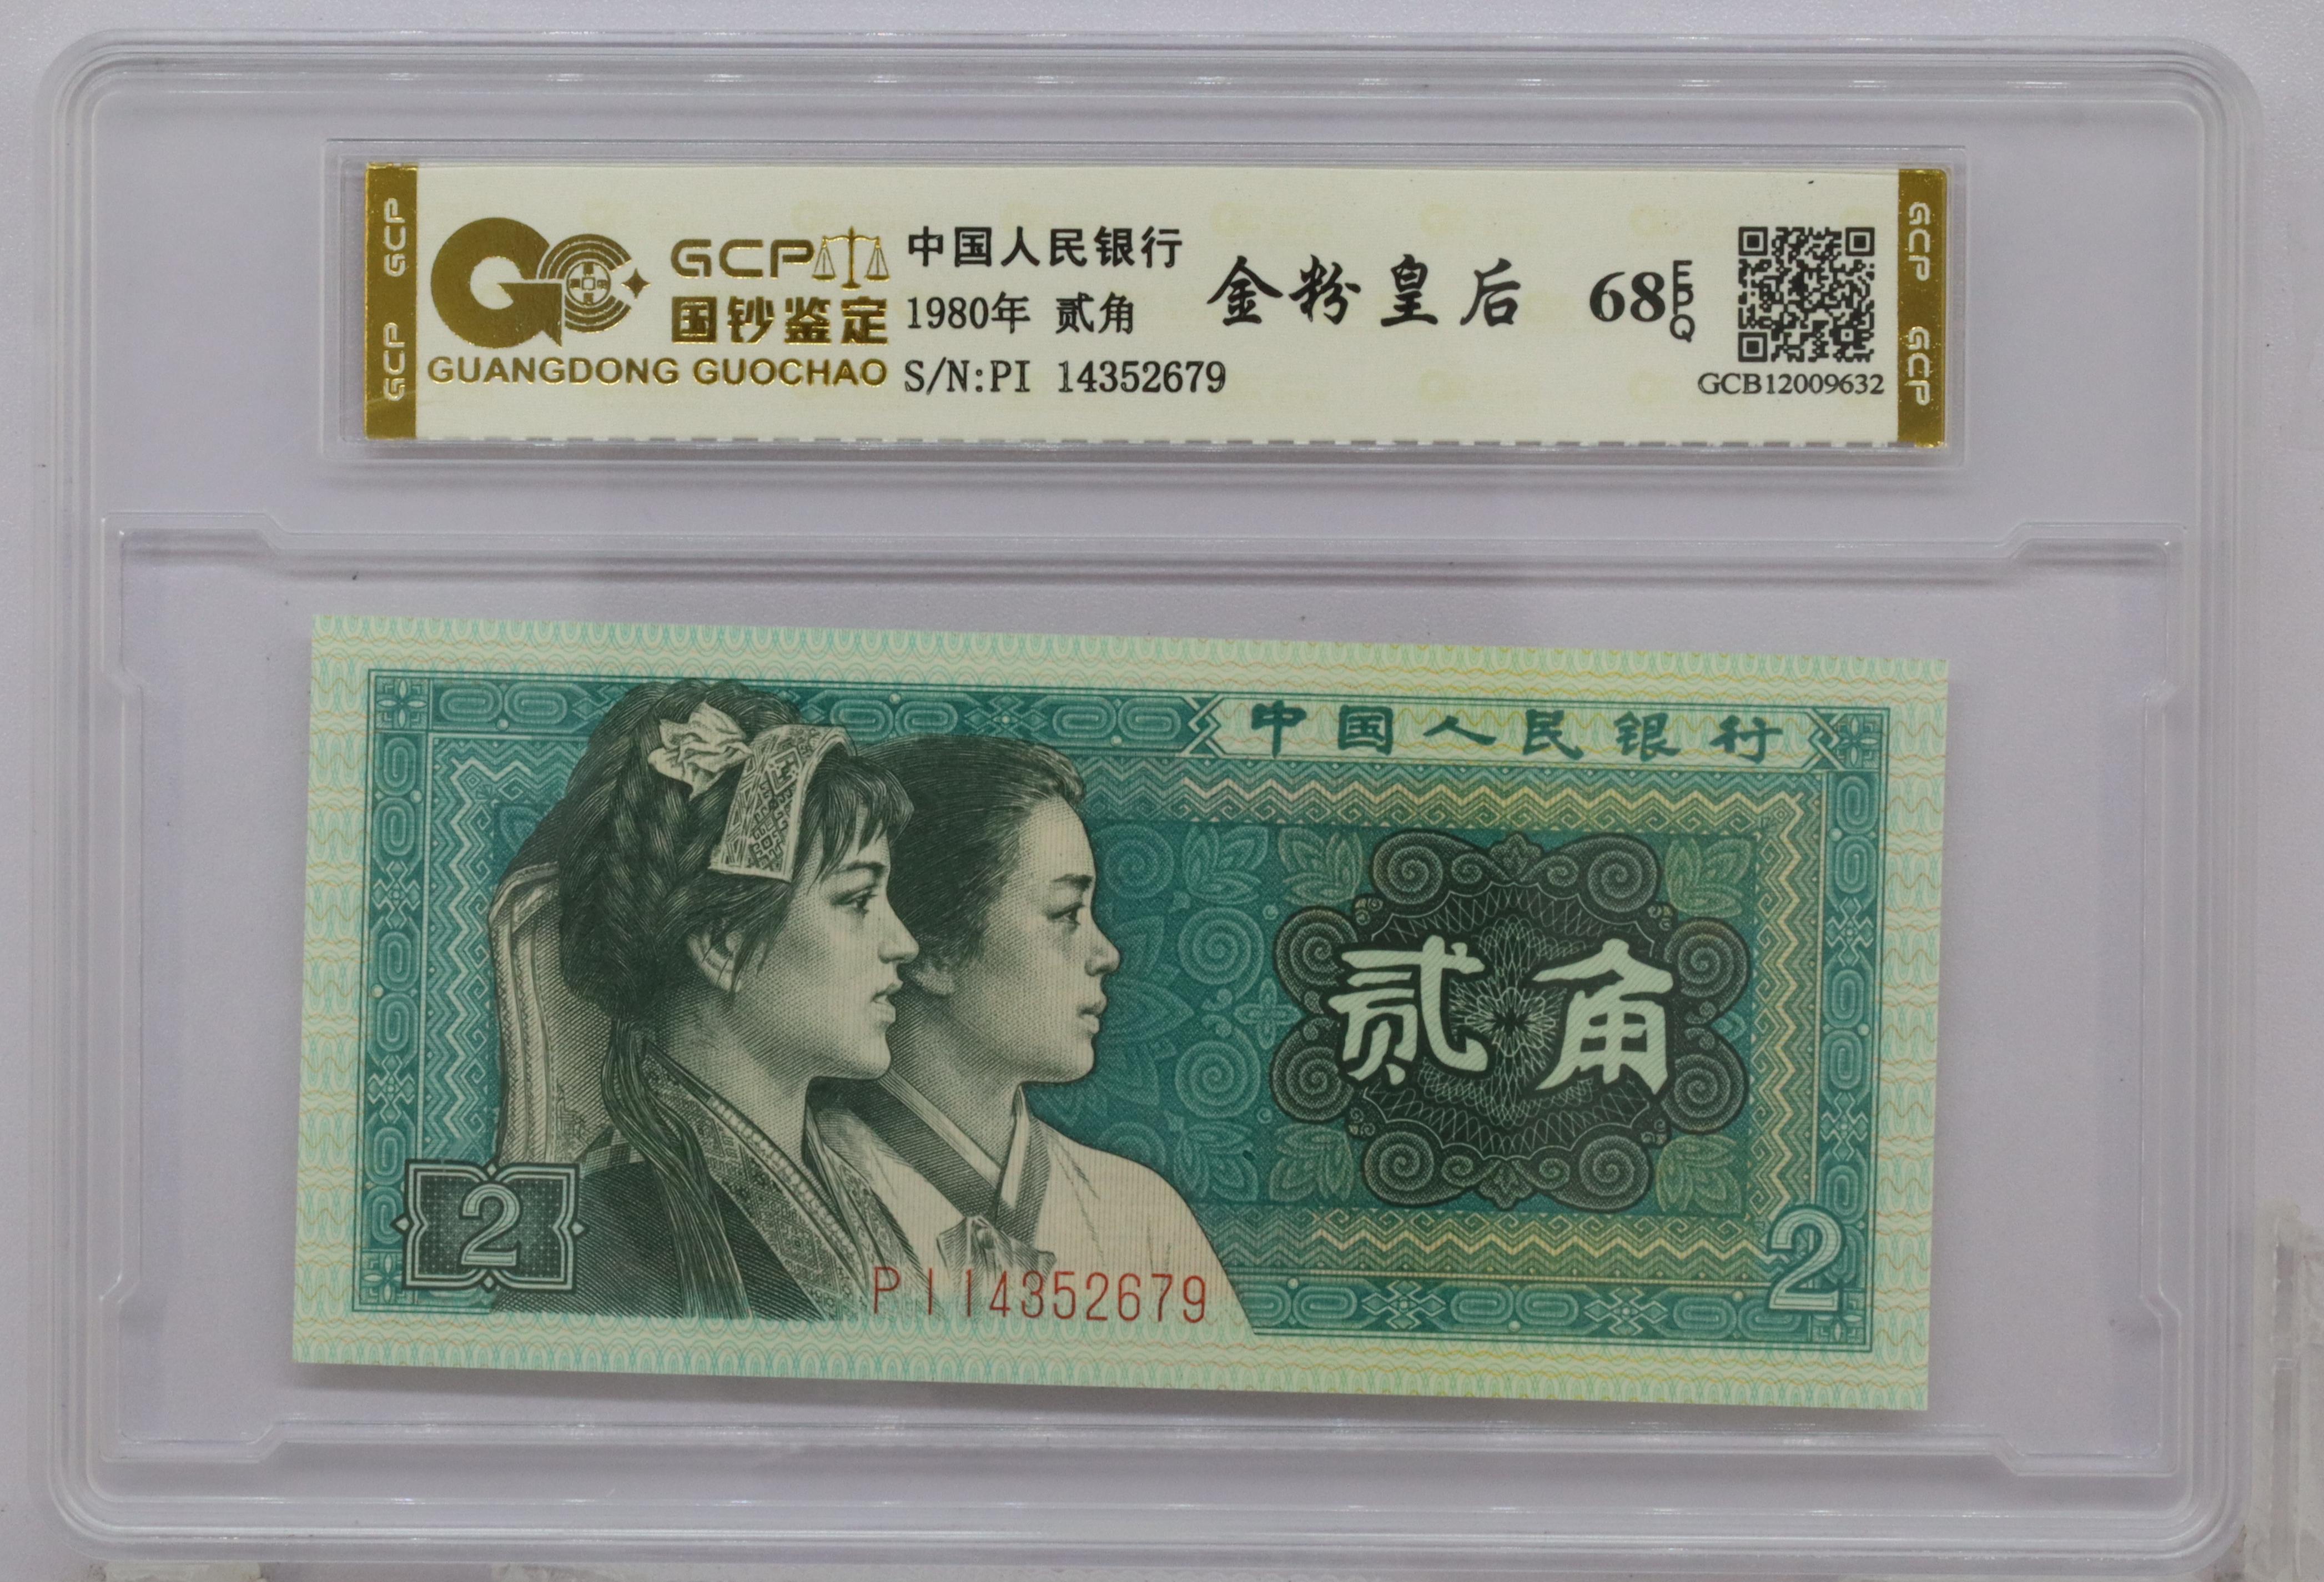 GCP
GCP
GCP
国钞鉴定
GUANGDONG GUOCHAO
中国人民银行
1980年 贰角
S/N:PI 14352679
金粉皇后
68 EPQ
GCB12009632
GCP
GCP
中国人民银行
贰角
2
PI14352679
2